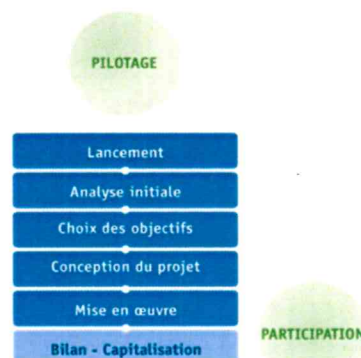 PILOTAGE
Lancement
Analyse initiale
Choix des objectifs
Conception du projet
Mise en œuvre
Bilan - Capitalisation
PARTICIPATION